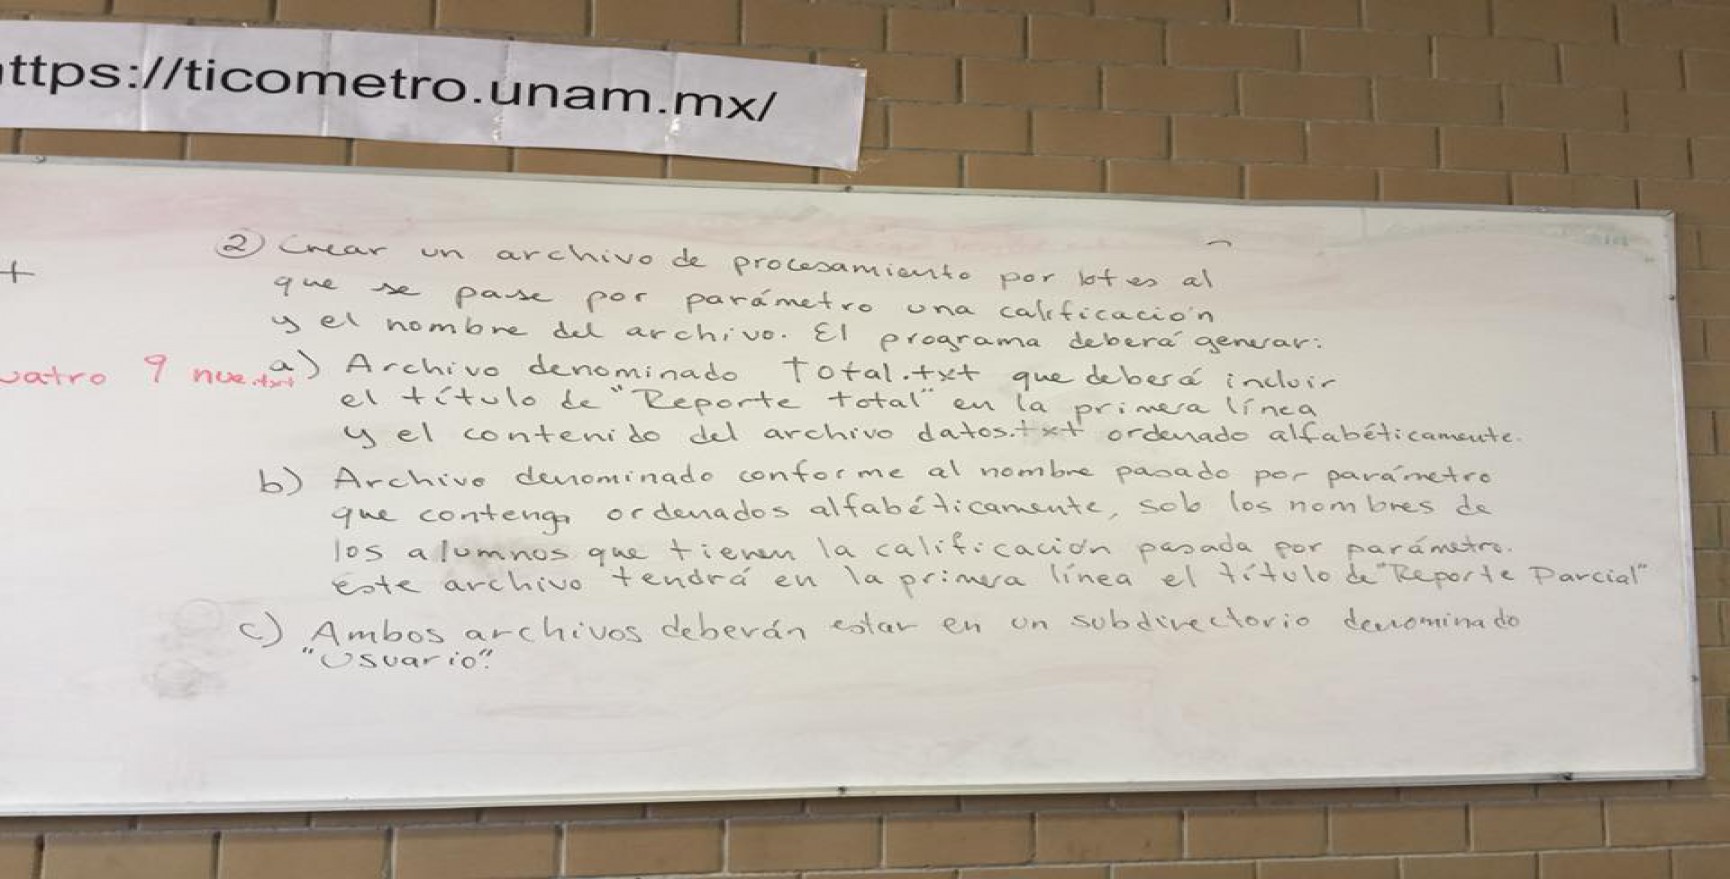 ttps://ticometro.unam.mx/
② Crear un archivo de procesamiento por lotes al
que se pase por parámetro una calificación
y el nombre del archivo. El programa deberá generar:
uatro 9 nue.txt
a) Archivo denominado Total.txt que deberá incluir
el título de "Reporte total" en la primera línea
y el contenido del archivo datos.txt ordenado alfabéticamente.
b) Archivo denominado conforme al nombre pasado por parámetro
que contenga ordenados alfabéticamente, solo los nombres de
los alumnos que tienen la calificación pasada por parámetro.
este archivo tendrá en la primera línea el título de "Reporte Parcial"
c) Ambos archivos deberán estar en un subdirectorio denominado
"Usuario".